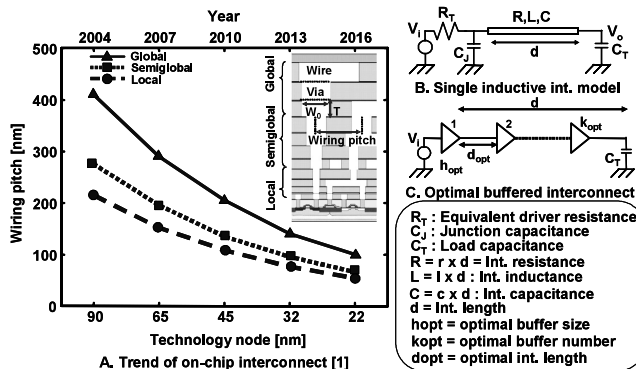 Year
2004 2007 2010 2013 2016
500
400
300
200
100
0
Wiring pitch [nm]
Global
Semiglobal
Local
Global
Semiglobal
Local
Wire
Via
W0 T
Wiring pitch
90 65 45 32 22
Technology node [nm]
A. Trend of on-chip interconnect [1]
RT R,L,C
Vi Vo
CJ d CT
B. Single inductive int. model
d
1 2 kopt
Vi dopt
hopt CT
C. Optimal buffered interconnect
RT : Equivalent driver resistance
CJ : Junction capacitance
CT : Load capacitance
R = r x d = Int. resistance
L = l x d : Int. inductance
C = c x d : Int. capacitance
d = Int. length
hopt = optimal buffer size
kopt = optimal buffer number
dopt = optimal int. length